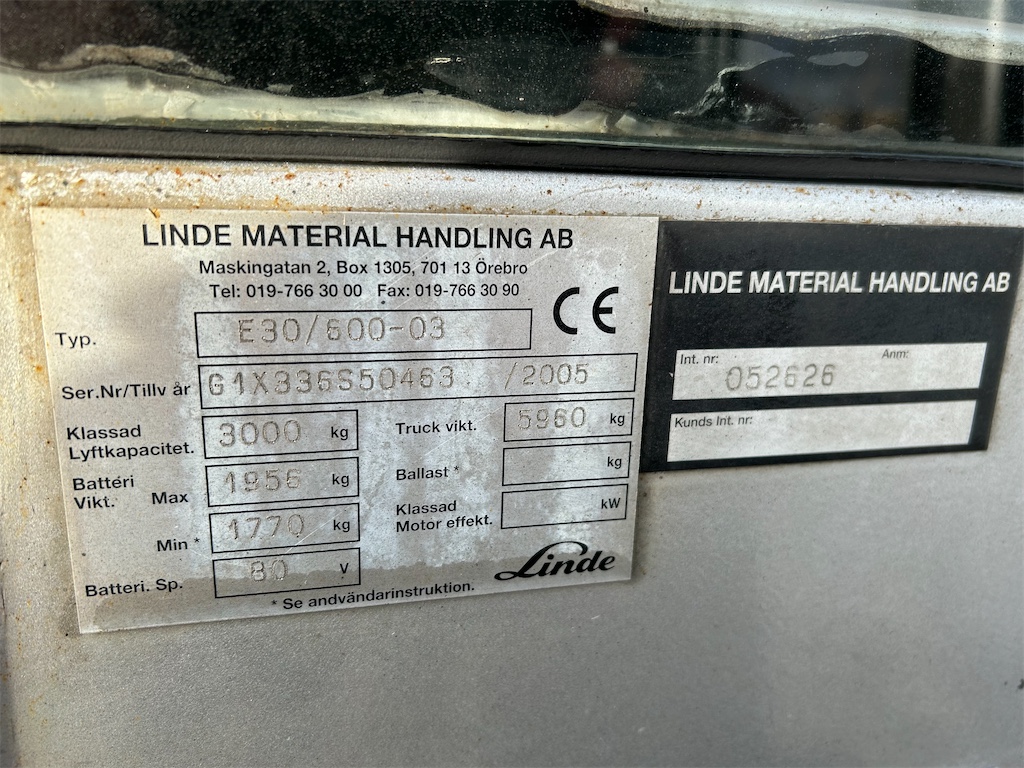 LINDE MATERIAL HANDLING AB
Maskingatan 2, Box 1305, 701 13 Örebro
Tel: 019-766 30 00 Fax: 019-766 30 90
CE
Typ. E30/600-03
Ser.Nr/Tillv år G1X336S50463 /2005
Klassad Lyftkapacitet. 3000 kg
Truck vikt. 5960 kg
Battéri Vikt. Max 1956 kg
Ballast * kg
Min * 1770 kg
Klassad Motor effekt. kW
Batteri. Sp. 80 V
Linde
* Se andvändarinstruktion.
LINDE MATERIAL HANDLING AB
Int. nr: 052626 Anm:
Kunds Int. nr: